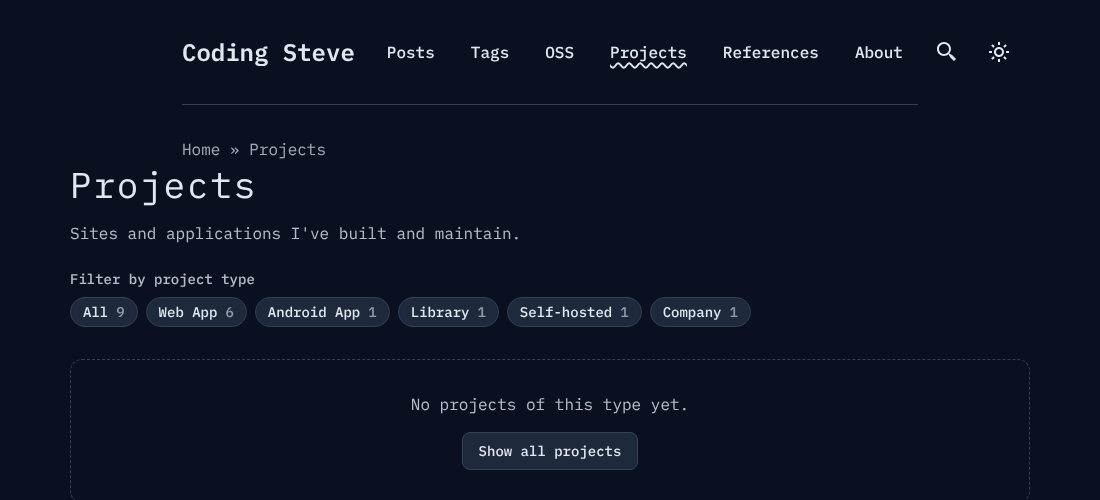 Coding Steve Posts Tags OSS Projects References About
Home » Projects
Projects
Sites and applications I've built and maintain.
Filter by project type
All 9 Web App 6 Android App 1 Library 1 Self-hosted 1 Company 1
No projects of this type yet.
Show all projects